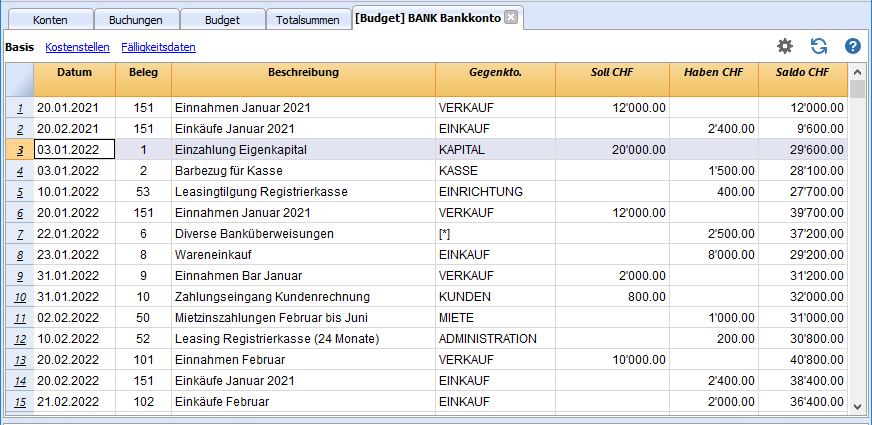 Konten Buchungen Budget Totalsummen [Budget] BANK Bankkonto
Basis Kostenstellen Fälligkeitsdaten
Datum Beleg Beschreibung Gegenkto. Soll CHF Haben CHF Saldo CHF
1 20.01.2021 151 Einnahmen Januar 2021 VERKAUF 12'000.00 12'000.00
2 20.02.2021 151 Einkäufe Januar 2021 EINKAUF 2'400.00 9'600.00
3 03.01.2022 1 Einzahlung Eigenkapital KAPITAL 20'000.00 29'600.00
4 03.01.2022 2 Barbezug für Kasse KASSE 1'500.00 28'100.00
5 10.01.2022 53 Leasingtilgung Registrierkasse EINRICHTUNG 400.00 27'700.00
6 20.01.2022 151 Einnahmen Januar 2021 VERKAUF 12'000.00 39'700.00
7 22.01.2022 6 Diverse Banküberweisungen [*] 2'500.00 37'200.00
8 23.01.2022 8 Wareneinkauf EINKAUF 8'000.00 29'200.00
9 31.01.2022 9 Einnahmen Bar Januar VERKAUF 2'000.00 31'200.00
10 31.01.2022 10 Zahlungseingang Kundenrechnung KUNDEN 800.00 32'000.00
11 02.02.2022 50 Mietzinszahlungen Februar bis Juni MIETE 1'000.00 31'000.00
12 10.02.2022 52 Leasing Registrierkasse (24 Monate) ADMINISTRATION 200.00 30'800.00
13 20.02.2022 101 Einnahmen Februar VERKAUF 10'000.00 40'800.00
14 20.02.2022 151 Einkäufe Januar 2021 EINKAUF 2'400.00 38'400.00
15 21.02.2022 102 Einkäufe Februar EINKAUF 2'000.00 36'400.00